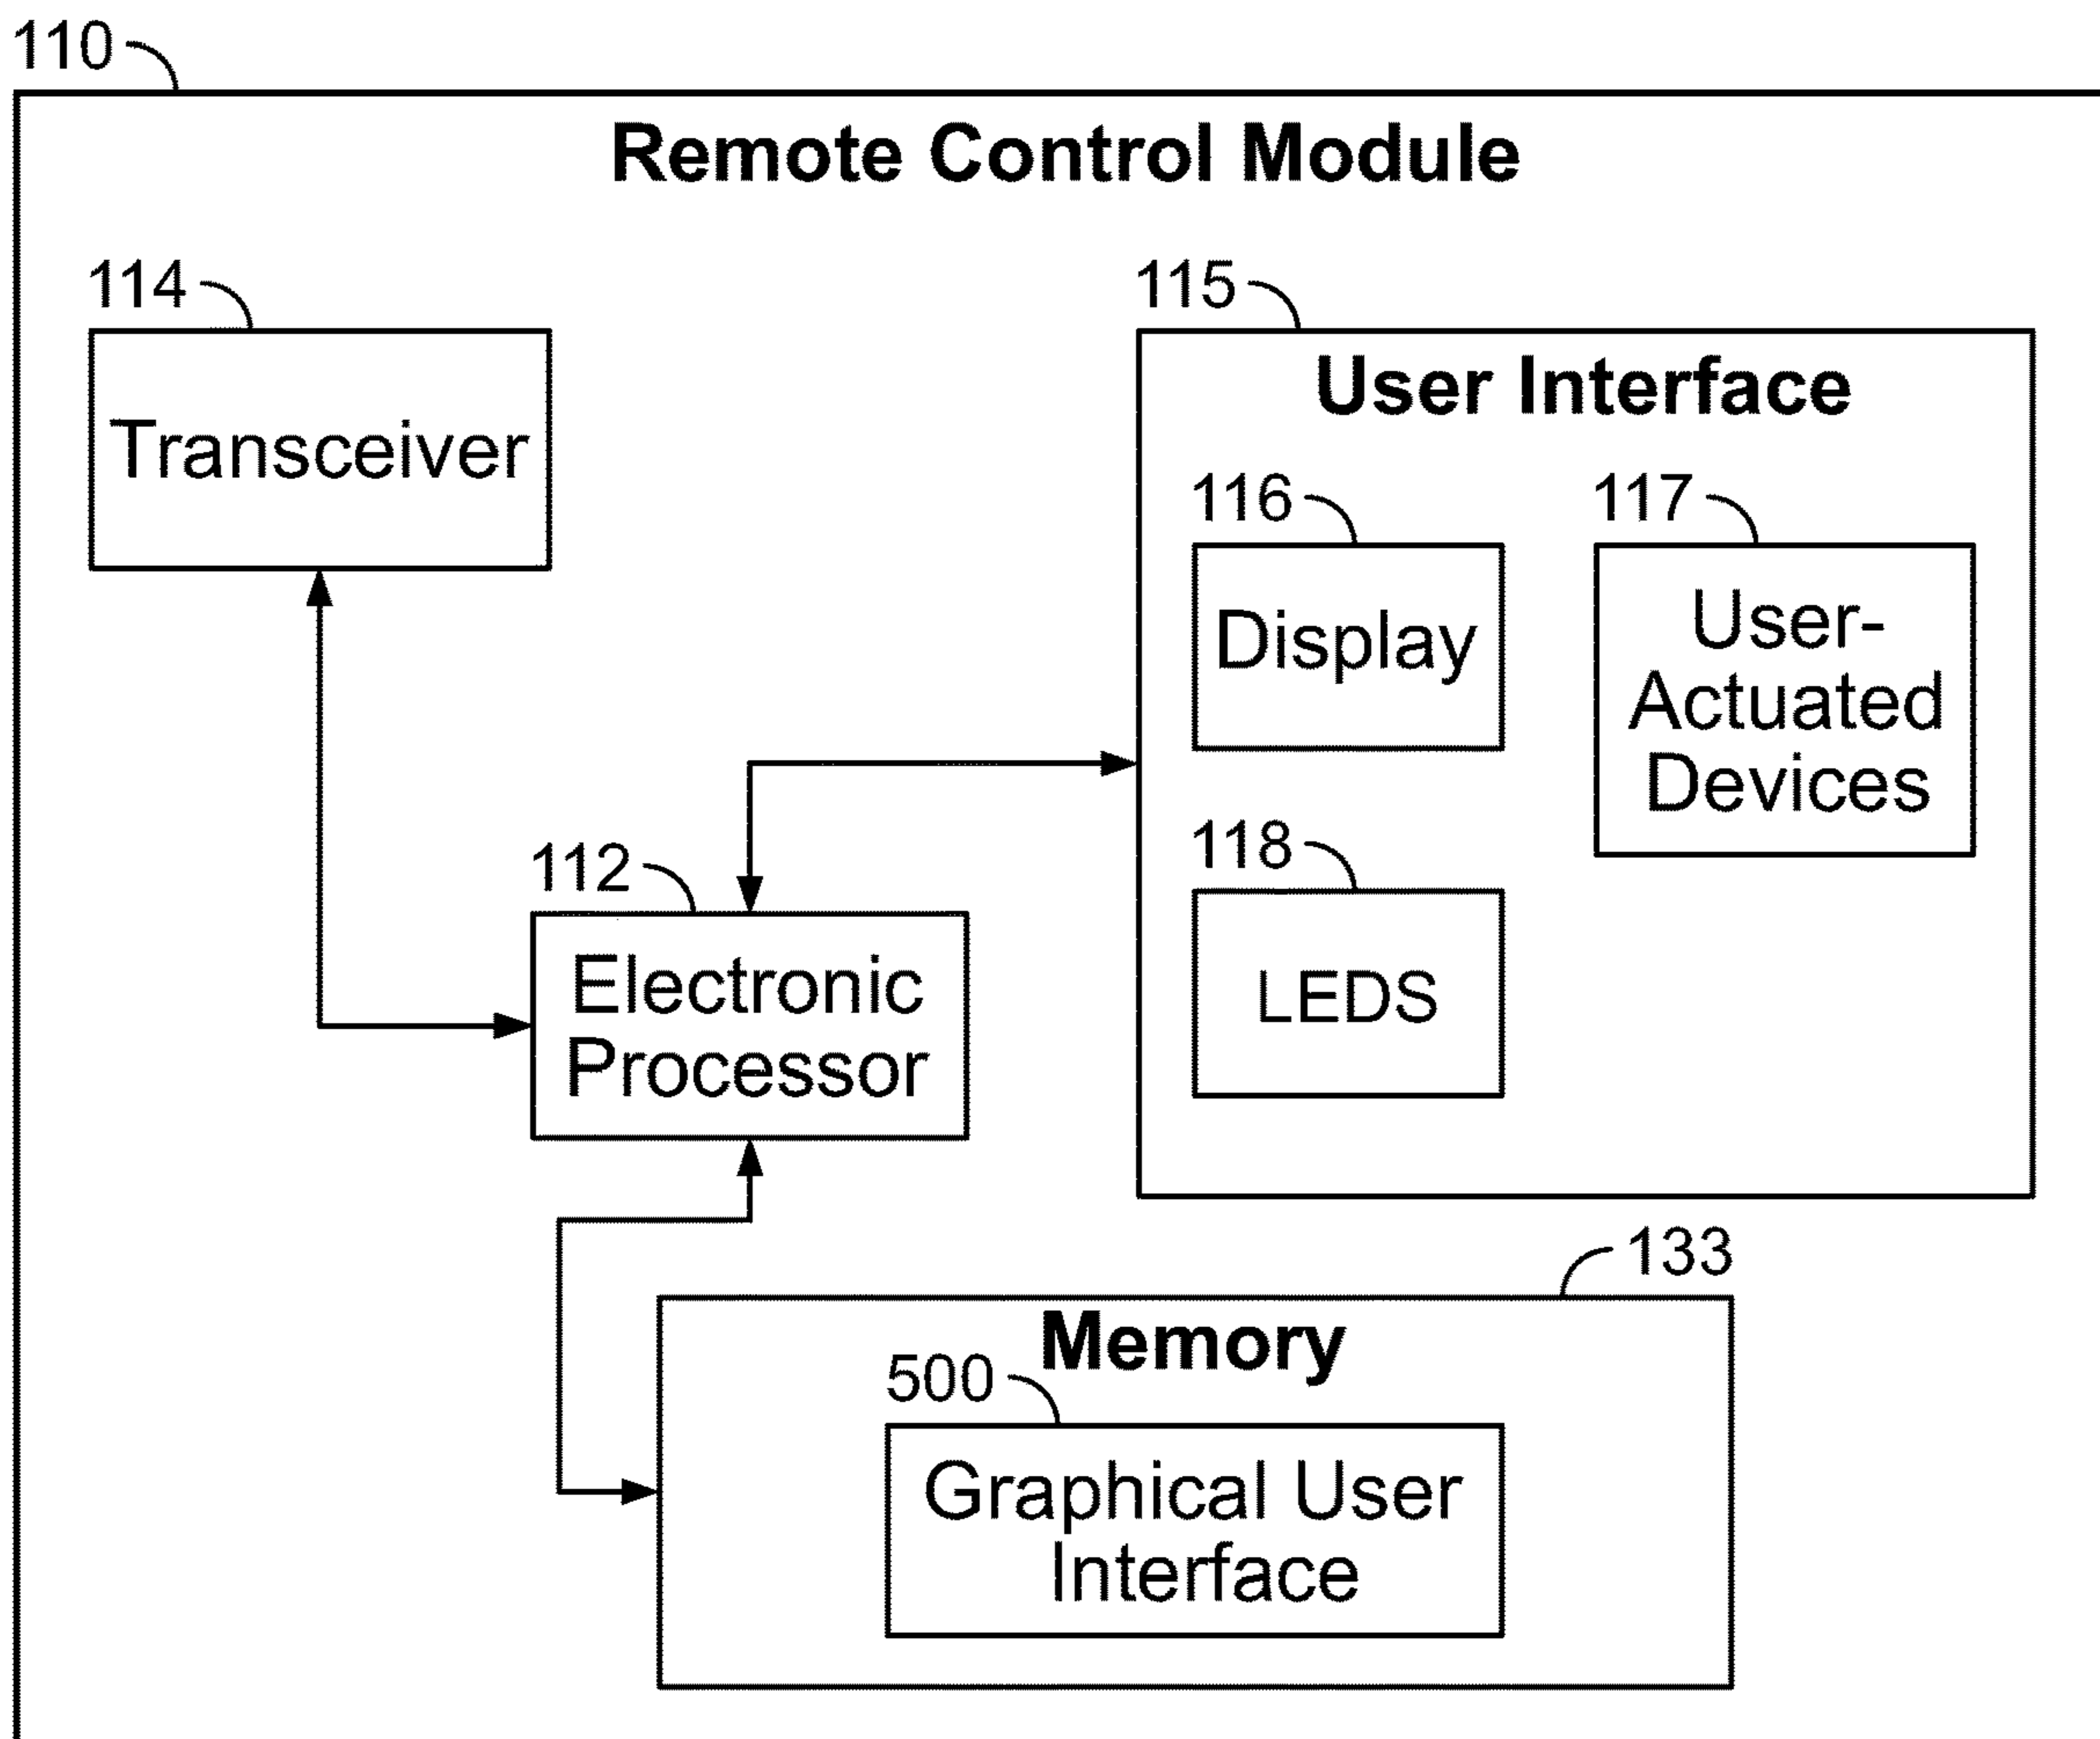 110
Remote Control Module
114
Transceiver
115
User Interface
116
Display
117
User-
Actuated
Devices
118
LEDS
112
Electronic
Processor
133
Memory
500
Graphical User
Interface